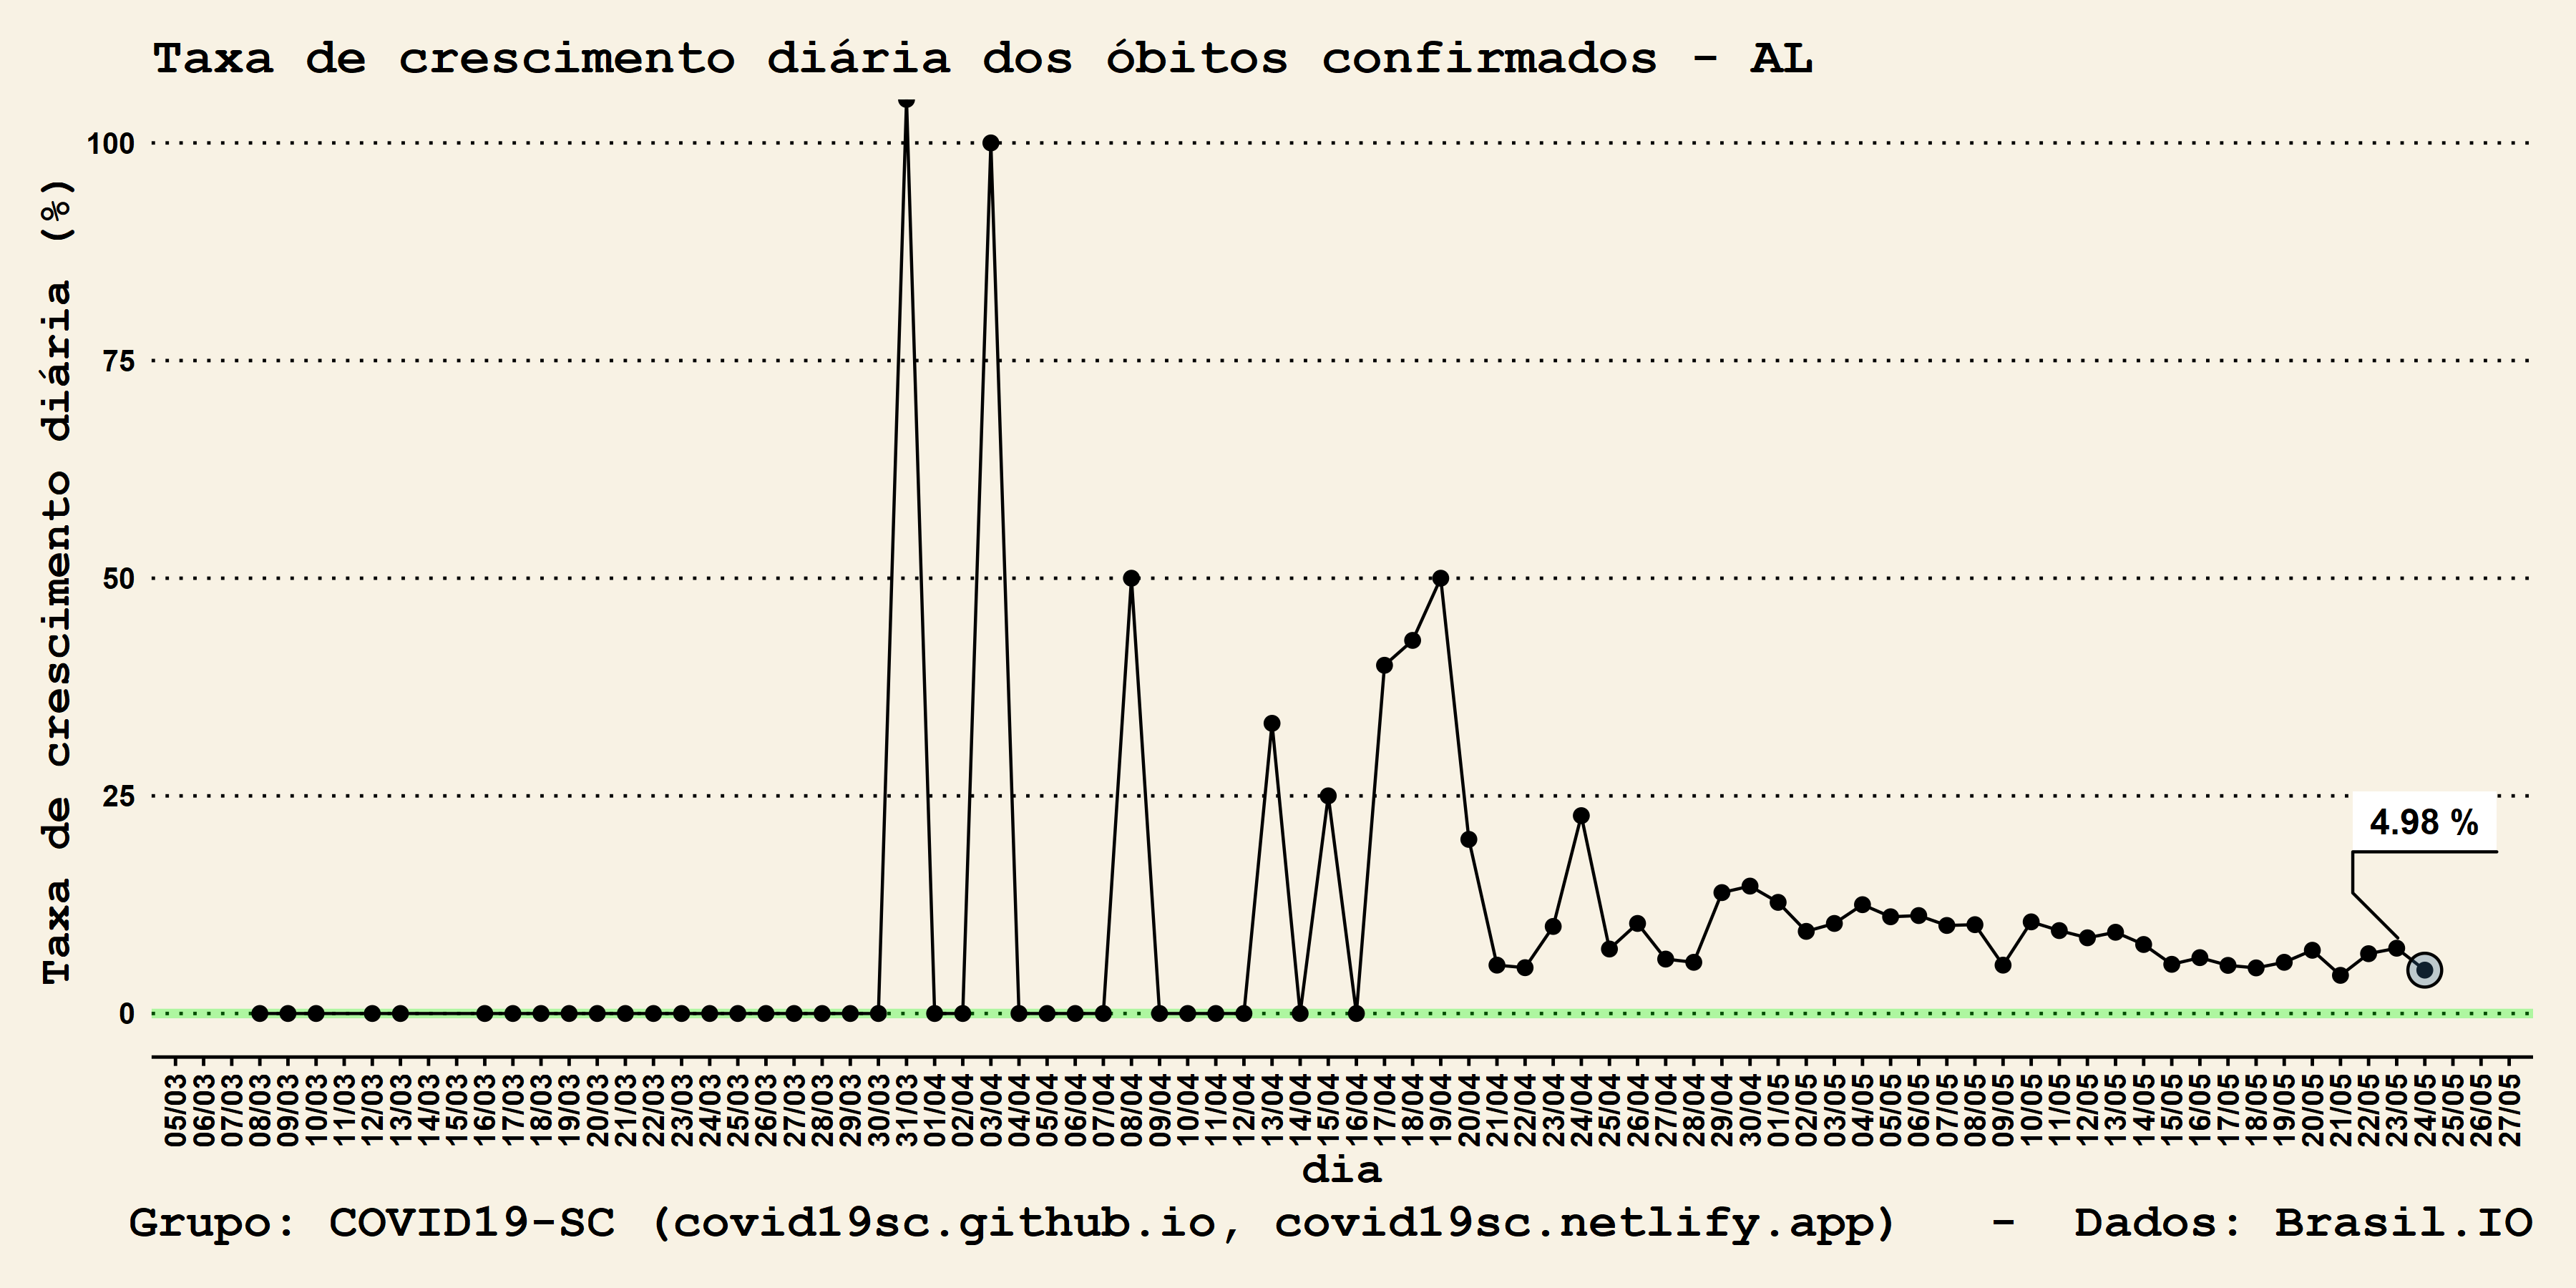 Taxa de crescimento diária dos óbitos confirmados - AL
Taxa de crescimento diária (%)
100
75
50
25
0
4.98 %
05/03 06/03 07/03 08/03 09/03 10/03 11/03 12/03 13/03 14/03 15/03 16/03 17/03 18/03 19/03 20/03 21/03 22/03 23/03 24/03 25/03 26/03 27/03 28/03 29/03 30/03 31/03 01/04 02/04 03/04 04/04 05/04 06/04 07/04 08/04 09/04 10/04 11/04 12/04 13/04 14/04 15/04 16/04 17/04 18/04 19/04 20/04 21/04 22/04 23/04 24/04 25/04 26/04 27/04 28/04 29/04 30/04 01/05 02/05 03/05 04/05 05/05 06/05 07/05 08/05 09/05 10/05 11/05 12/05 13/05 14/05 15/05 16/05 17/05 18/05 19/05 20/05 21/05 22/05 23/05 24/05 25/05 26/05 27/05
dia
Grupo: COVID19-SC (covid19sc.github.io, covid19sc.netlify.app) - Dados: Brasil.IO